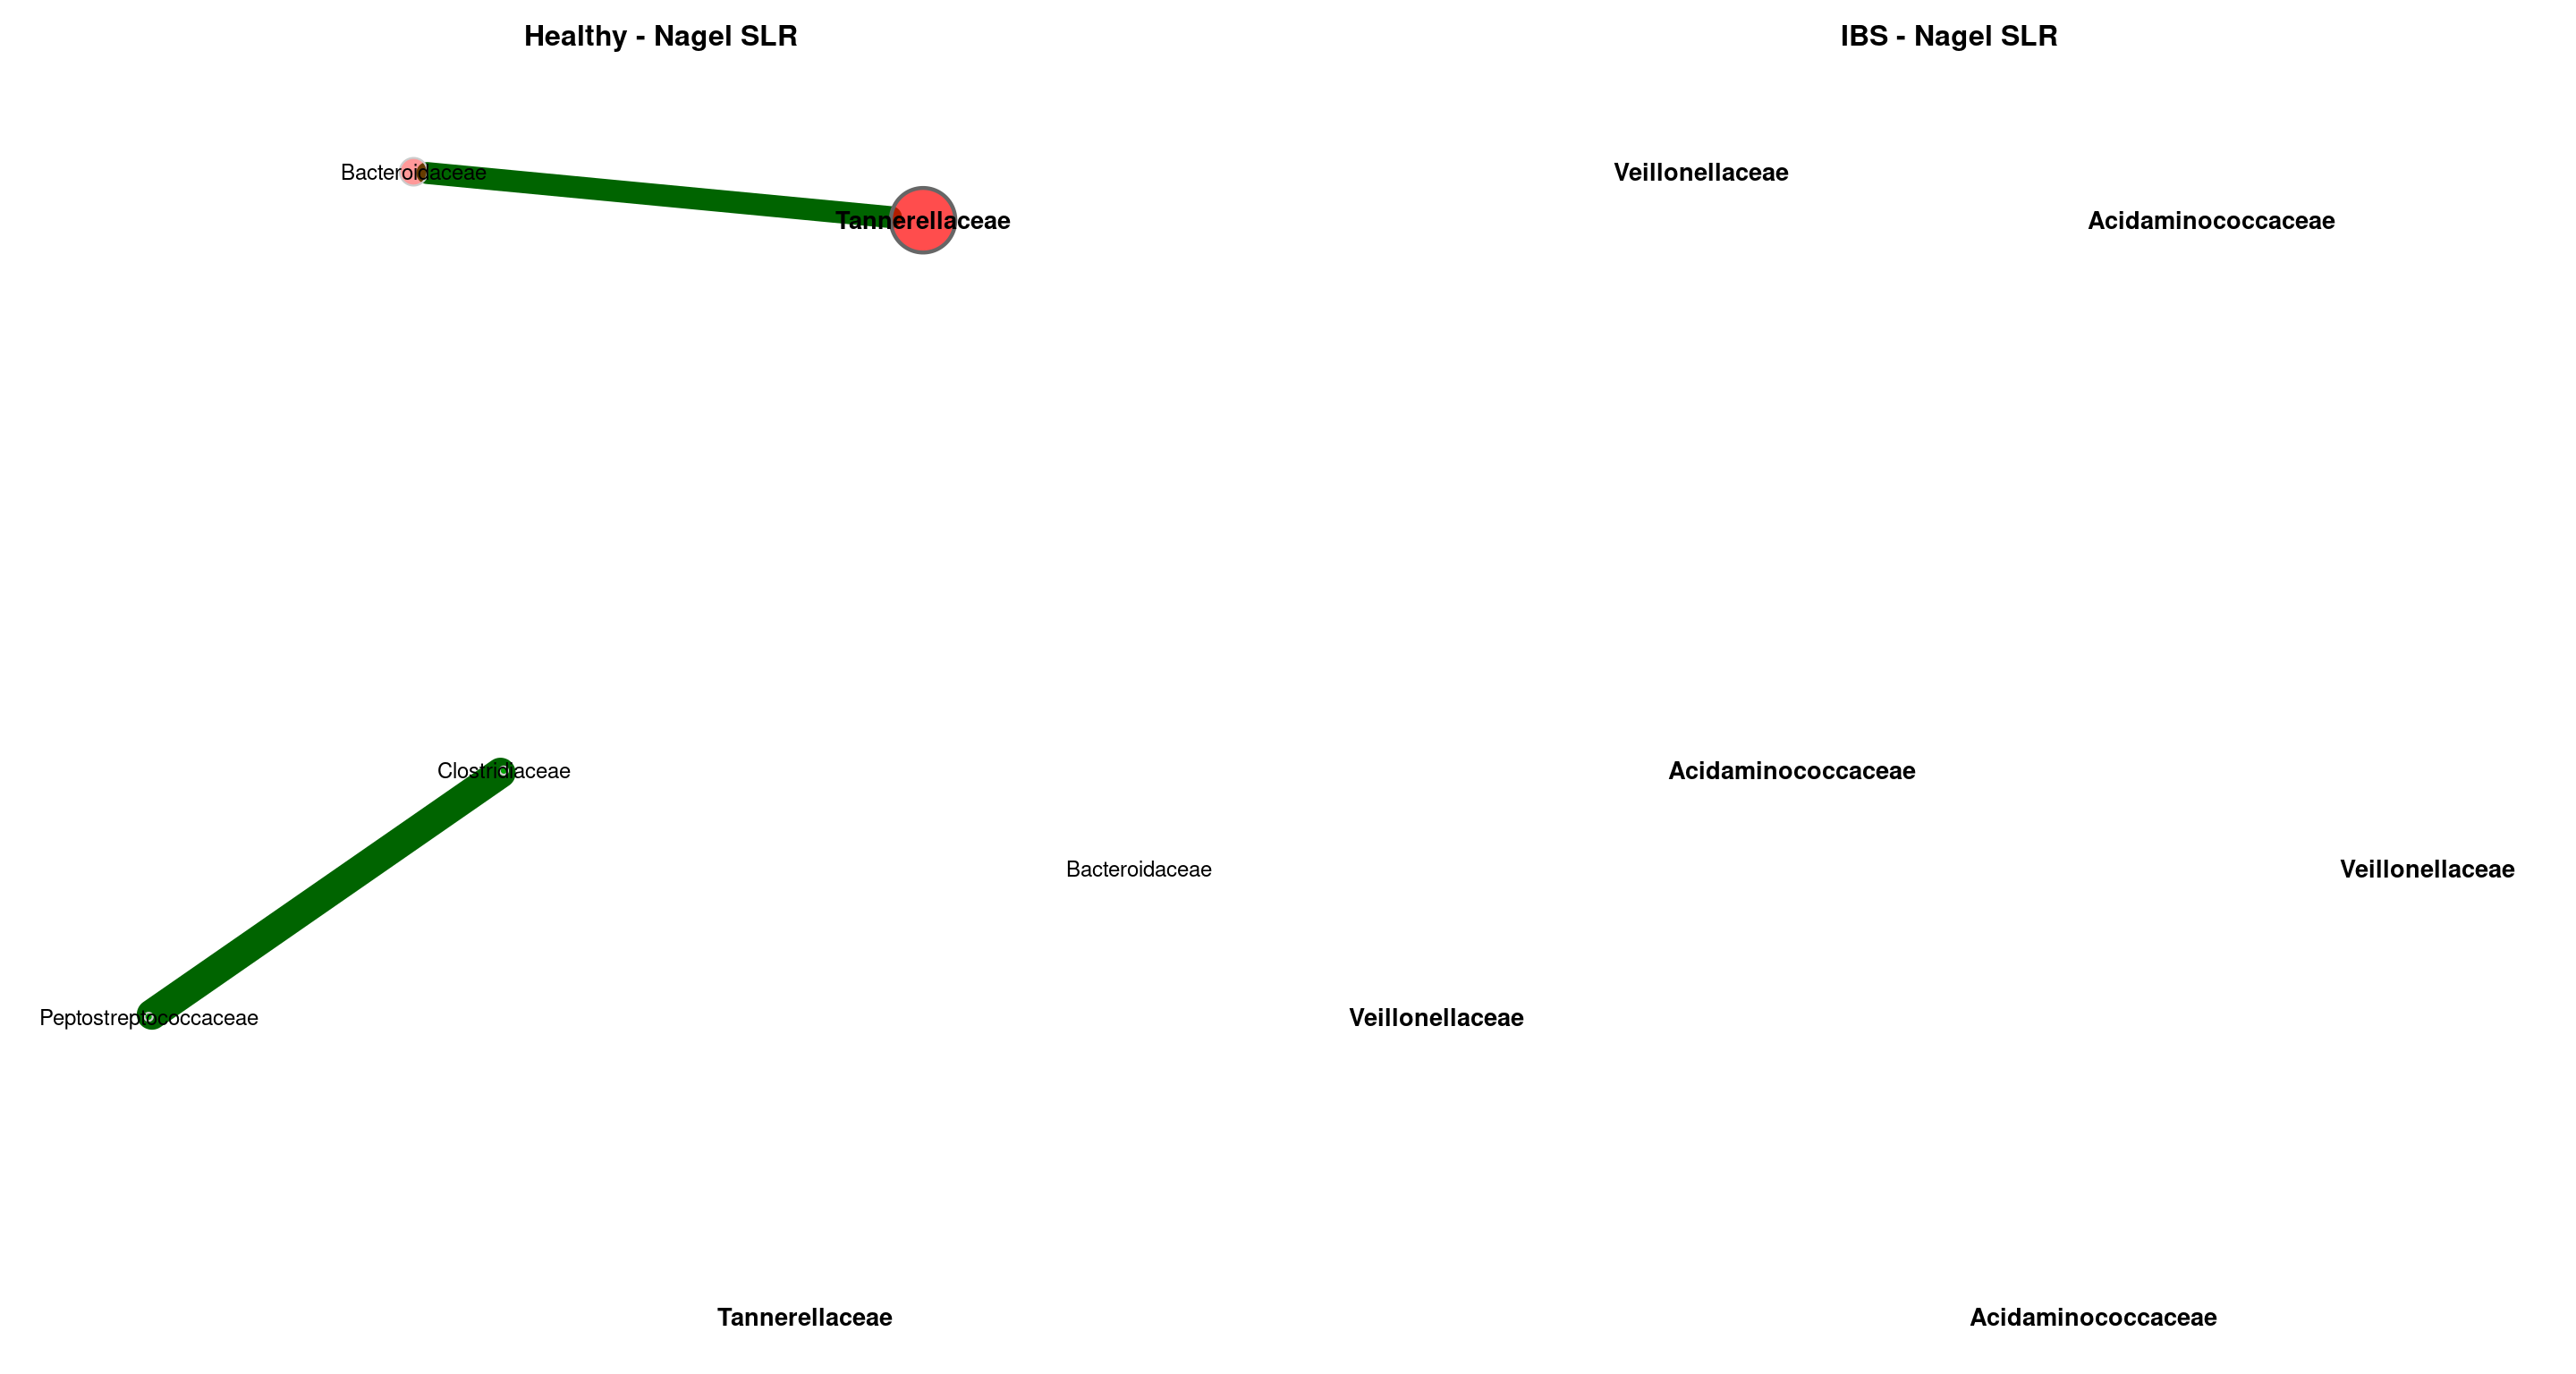 Healthy - Nagel SLR
Bacteroidaceae
Tannerellaceae
Clostridiaceae
Bacteroidaceae
Peptostreptococcaceae
Tannerellaceae
IBS - Nagel SLR
Veillonellaceae
Acidaminococcaceae
Acidaminococcaceae
Veillonellaceae
Veillonellaceae
Acidaminococcaceae